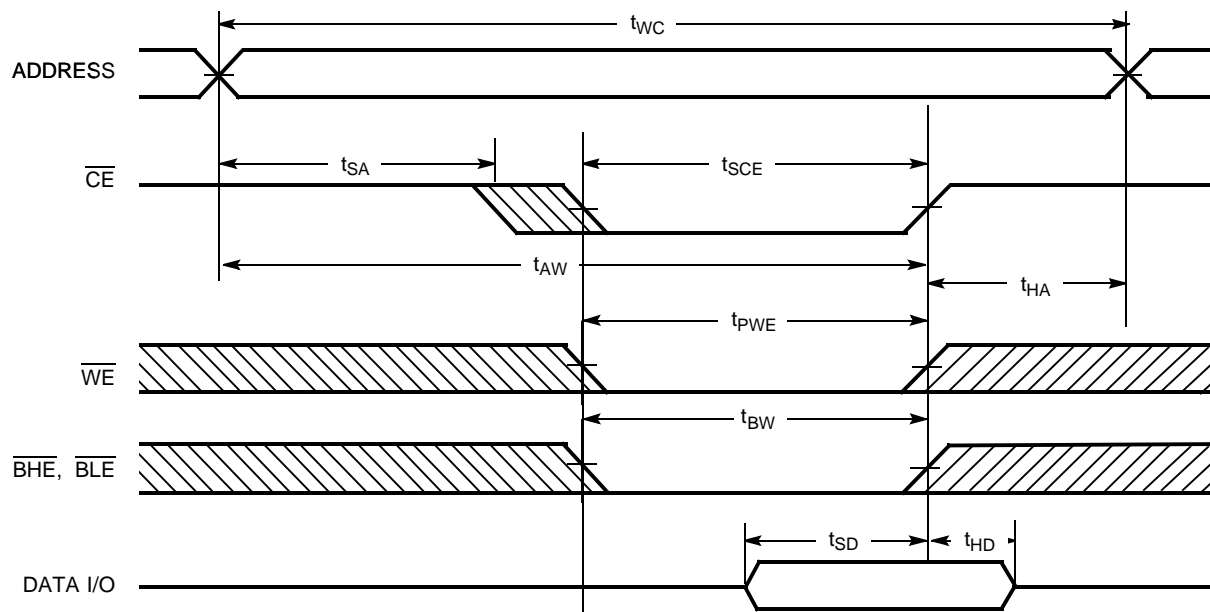 tWC
ADDRESS
tSA
tSCE
CE
tAW
tHA
tPWE
WE
tBW
BHE, BLE
tSD
tHD
DATA I/O